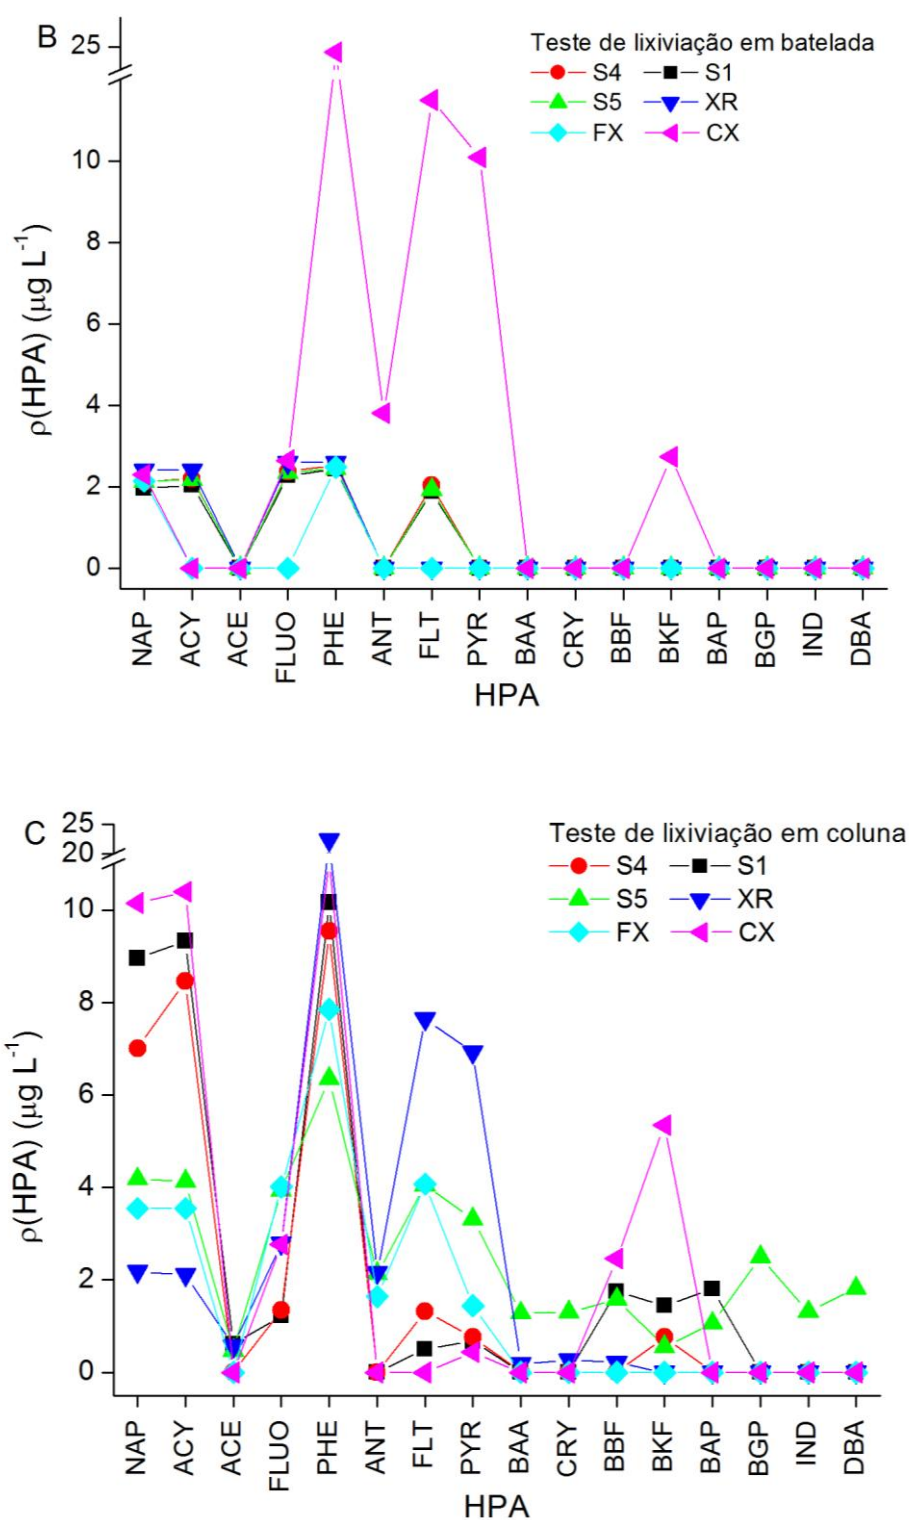 B
Teste de lixiviação em batelada
S4 S1
S5 XR
FX CX
25
10
8
6
4
2
0
ρ(HPA) (μg L⁻¹)
NAP ACY ACE FLUO PHE ANT FLT PYR BAA CRY BBF BKF BAP BGP IND DBA
HPA
C
Teste de lixiviação em coluna
S4 S1
S5 XR
FX CX
25
20
10
8
6
4
2
0
ρ(HPA) (μg L⁻¹)
NAP ACY ACE FLUO PHE ANT FLT PYR BAA CRY BBF BKF BAP BGP IND DBA
HPA